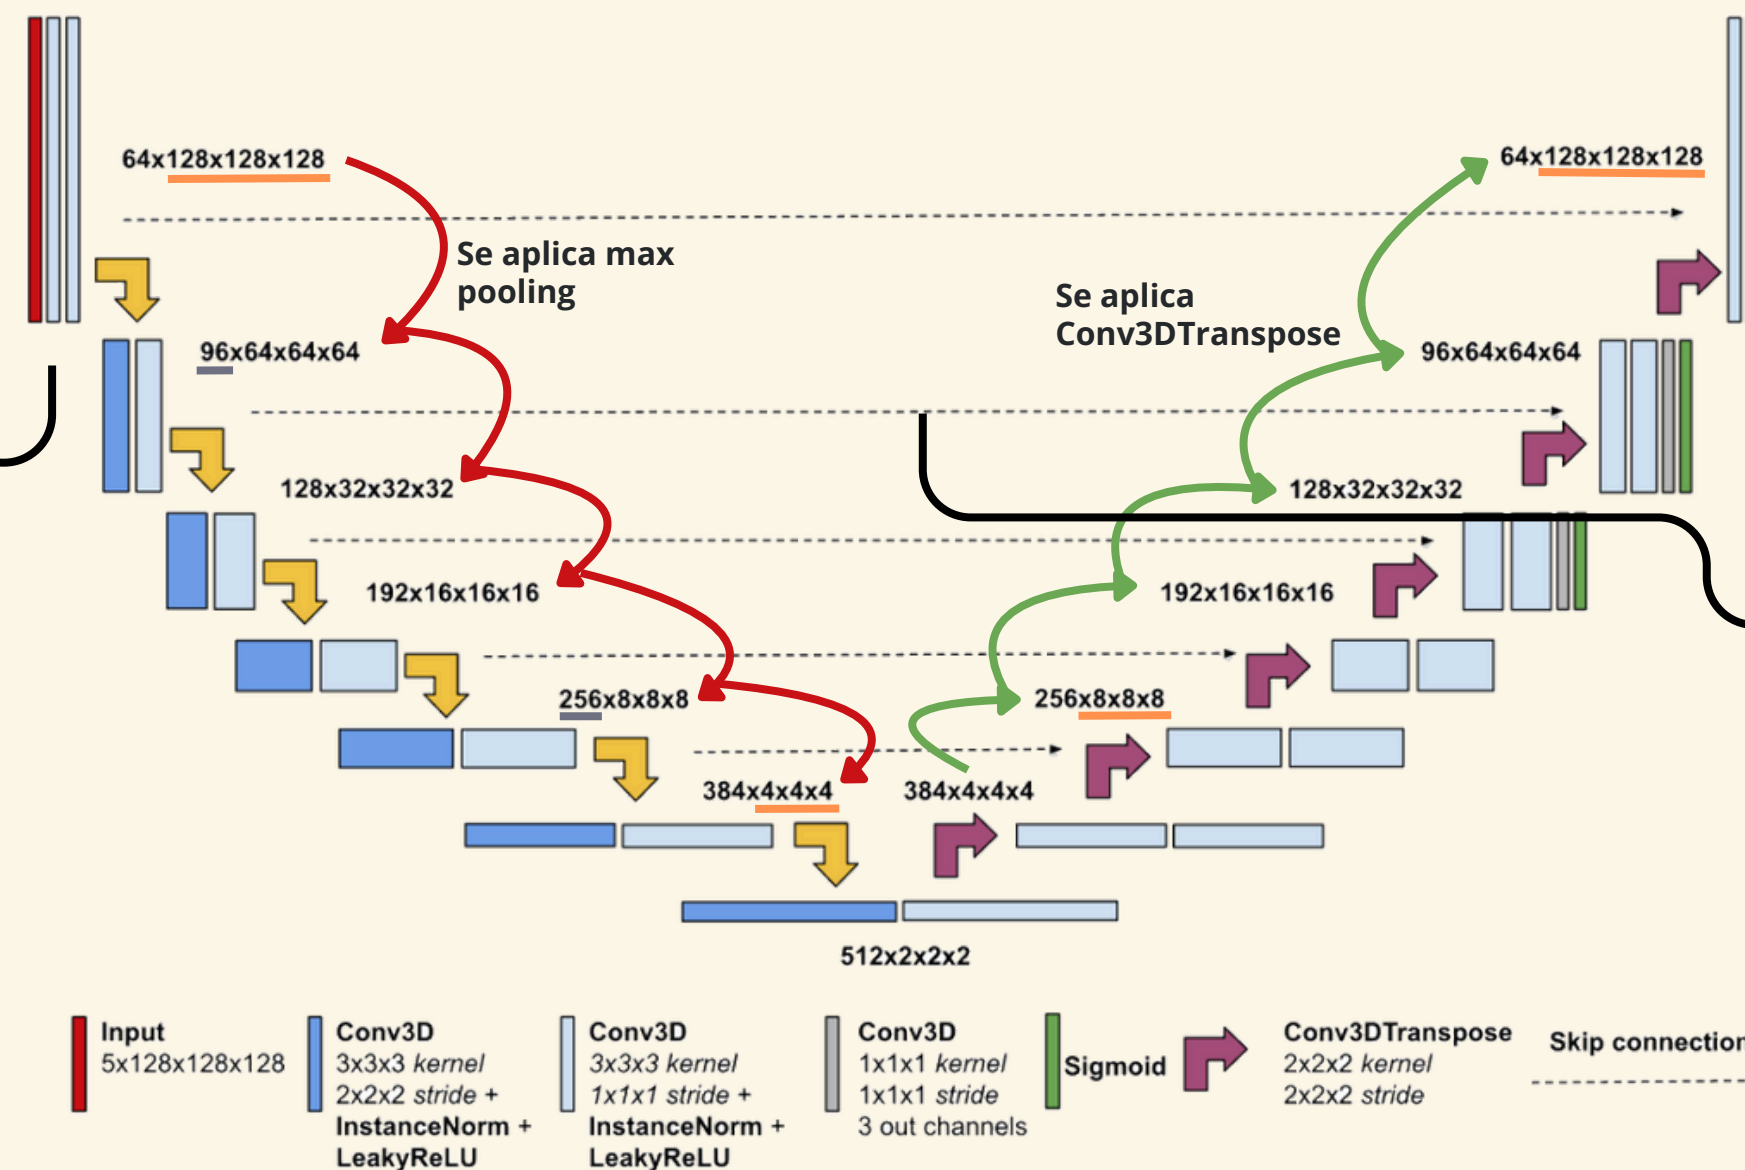 64x128x128x128
64x128x128x128
Se aplica max
pooling
Se aplica
Conv3DTranspose
96x64x64x64
96x64x64x64
128x32x32x32
128x32x32x32
192x16x16x16
192x16x16x16
256x8x8x8
256x8x8x8
384x4x4x4
384x4x4x4
512x2x2x2
Input
5x128x128x128
Conv3D
3x3x3 kernel
2x2x2 stride +
InstanceNorm +
LeakyReLU
Conv3D
3x3x3 kernel
1x1x1 stride +
InstanceNorm +
LeakyReLU
Conv3D
1x1x1 kernel
1x1x1 stride
3 out channels
Sigmoid
Conv3DTranspose
2x2x2 kernel
2x2x2 stride
Skip connection